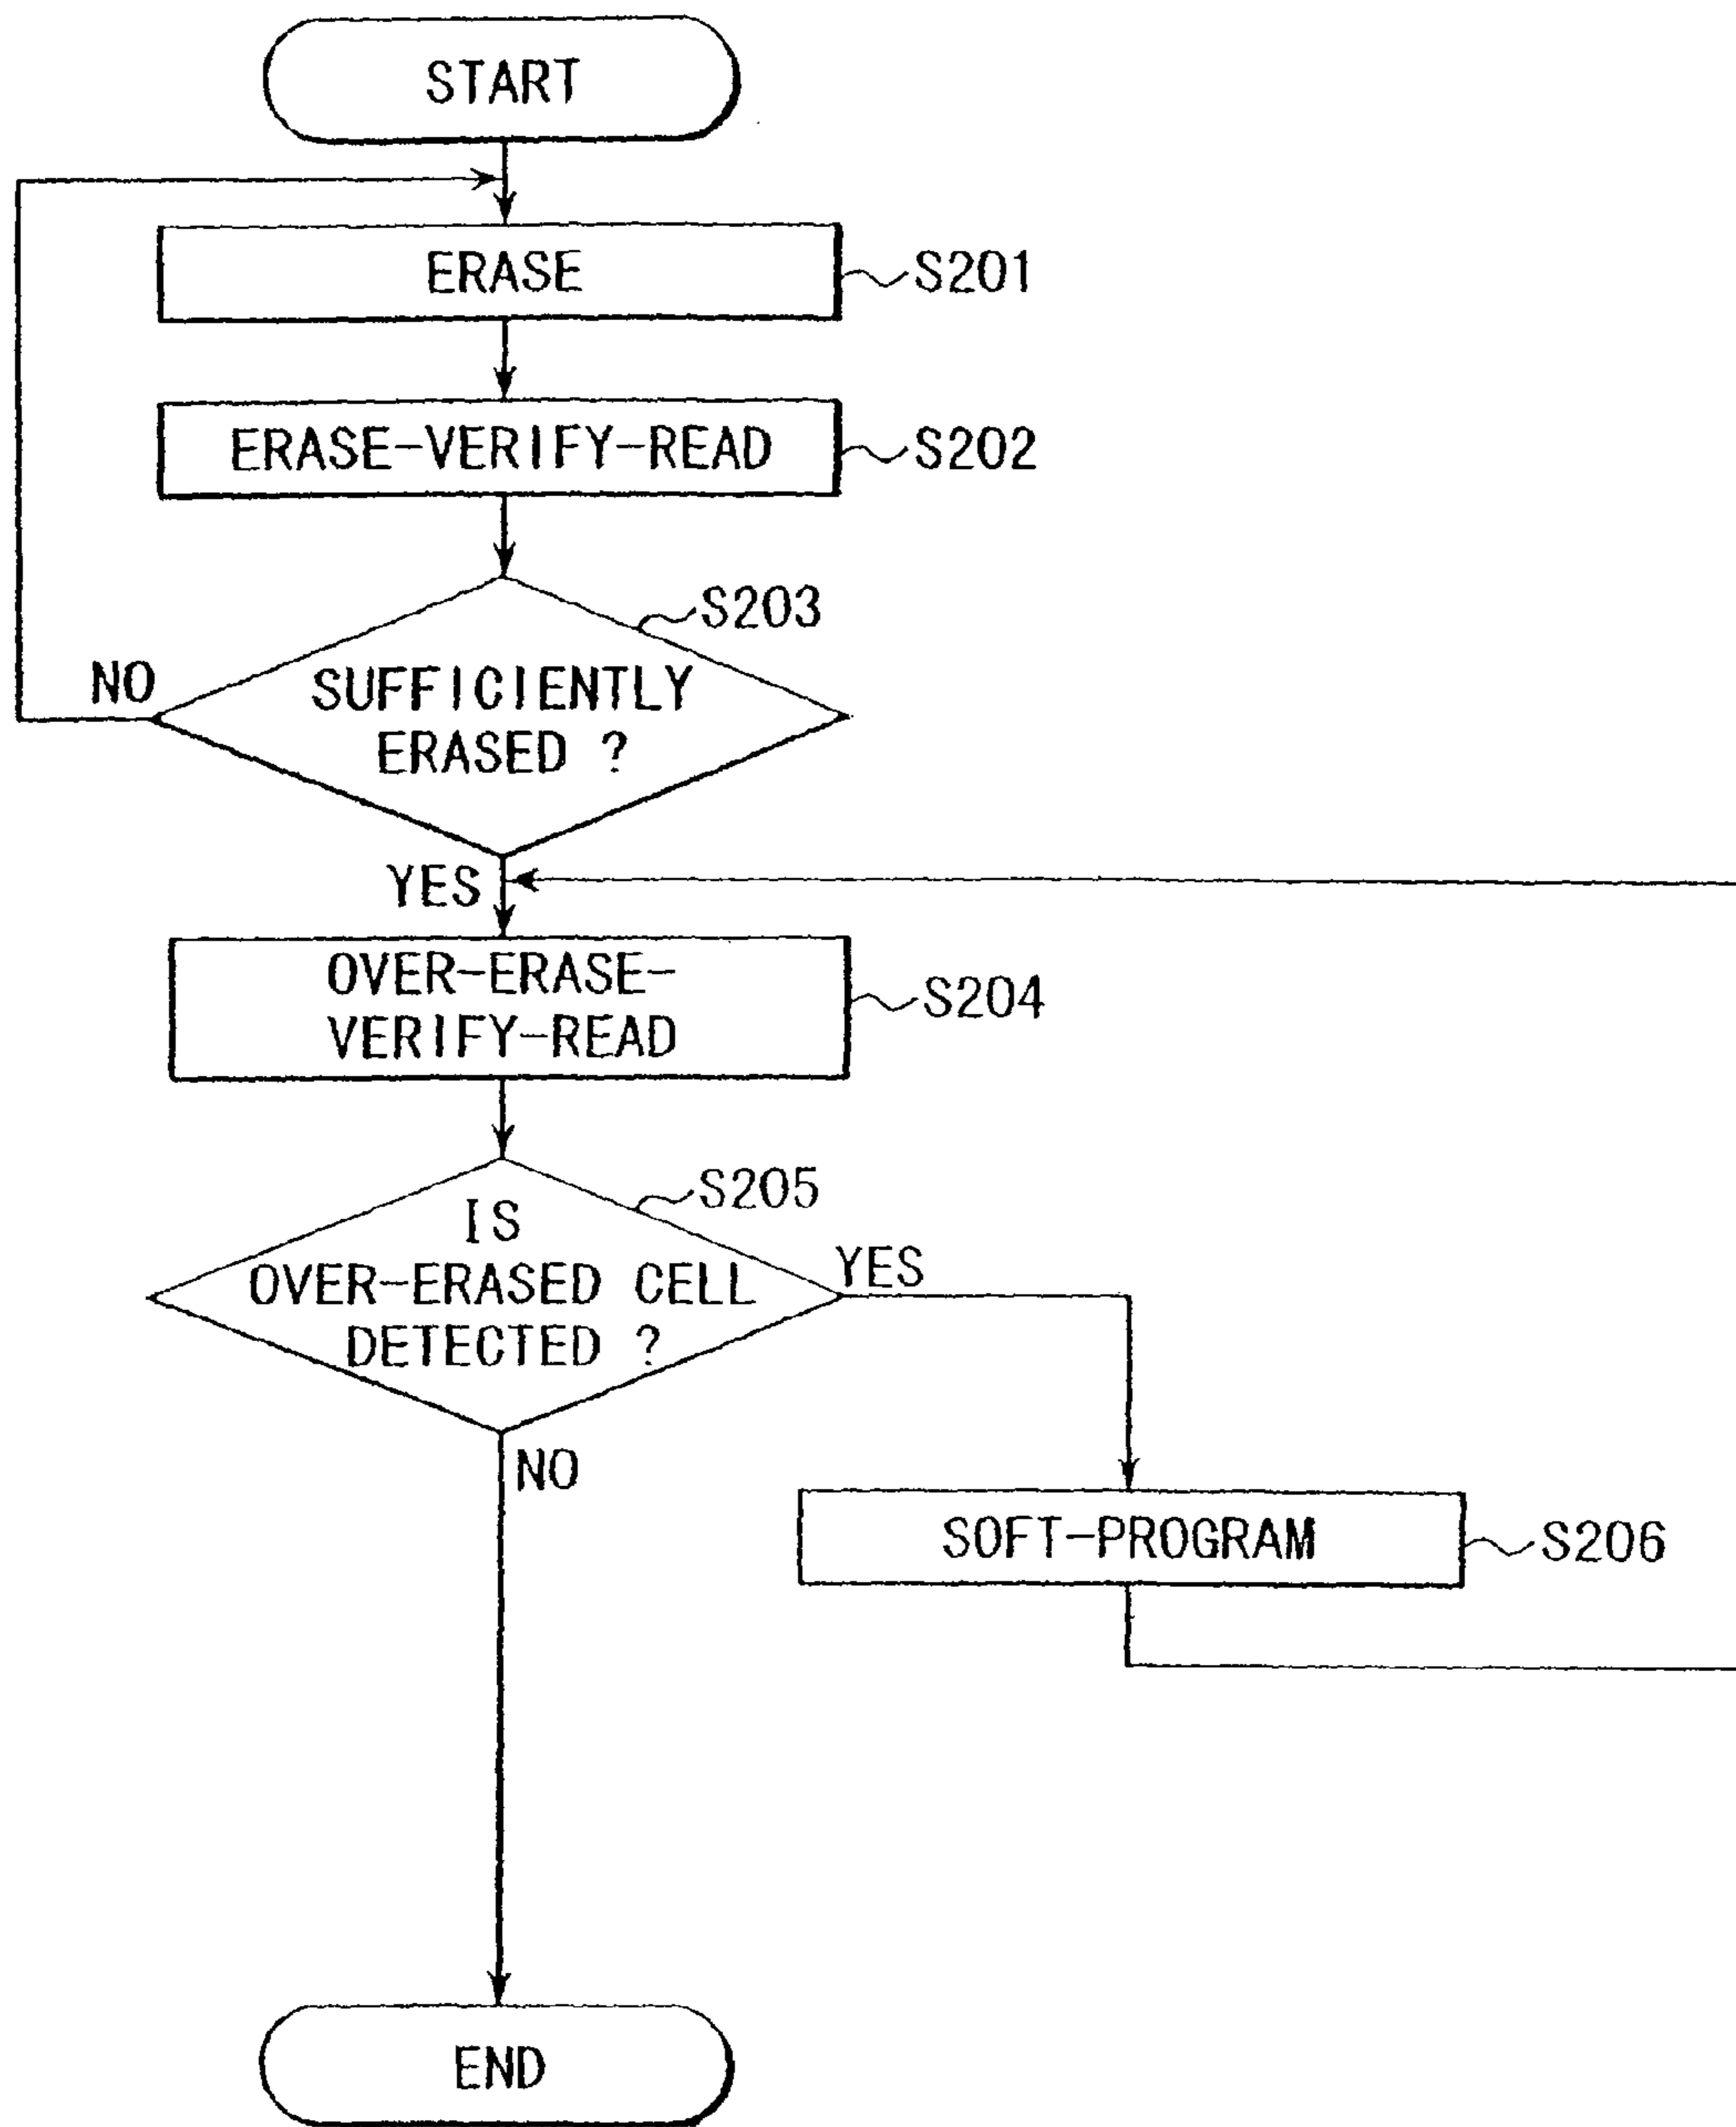 START
ERASE
S201
ERASE-VERIFY-READ
S202
S203
NO
SUFFICIENTLY
ERASED ?
YES
OVER-ERASE-
VERIFY-READ
S204
S205
IS
OVER-ERASED CELL
DETECTED ?
YES
NO
SOFT-PROGRAM
S206
END